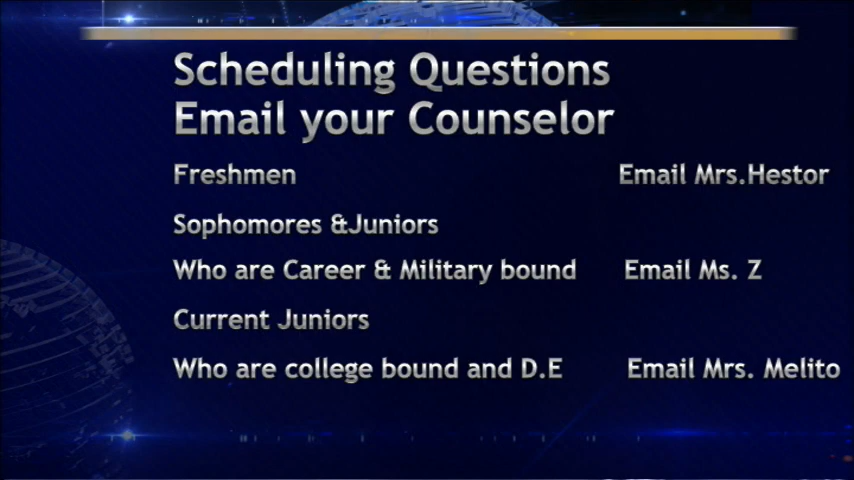 Scheduling Questions
Email your Counselor
Freshmen Email Mrs.Hestor
Sophomores &Juniors
Who are Career & Military bound Email Ms. Z
Current Juniors
Who are college bound and D.E Email Mrs. Melito